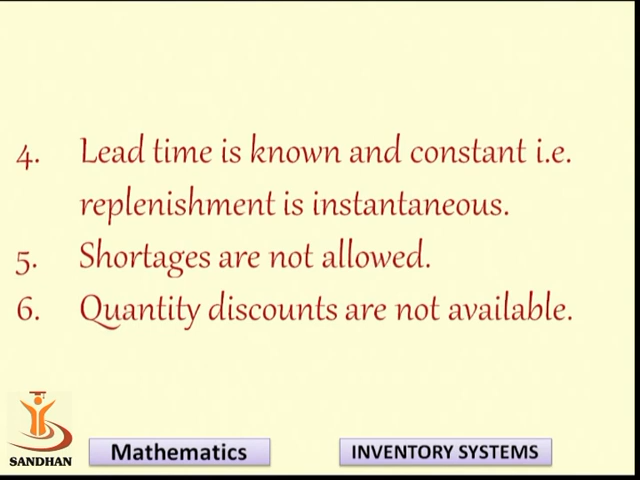 4. Lead time is known and constant i.e.
replenishment is instantaneous.
5. Shortages are not allowed.
6. Quantity discounts are not available.
SANDHAN
Mathematics
INVENTORY SYSTEMS